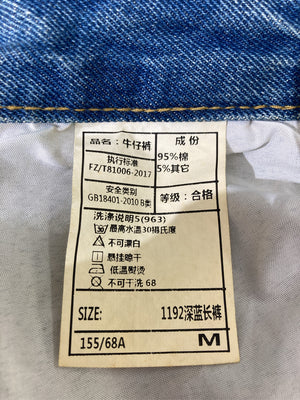 品名:牛仔裤
成份
执行标准
FZ/T81006-2017
95%棉
5%其它
安全类别
GB18401-2010 B类
等级:合格
洗涤说明5(963)
最高水温30摄氏度
不可漂白
悬挂晾干
低温熨烫
不可干洗 68
SIZE:
1192深蓝长裤
155/68A
M